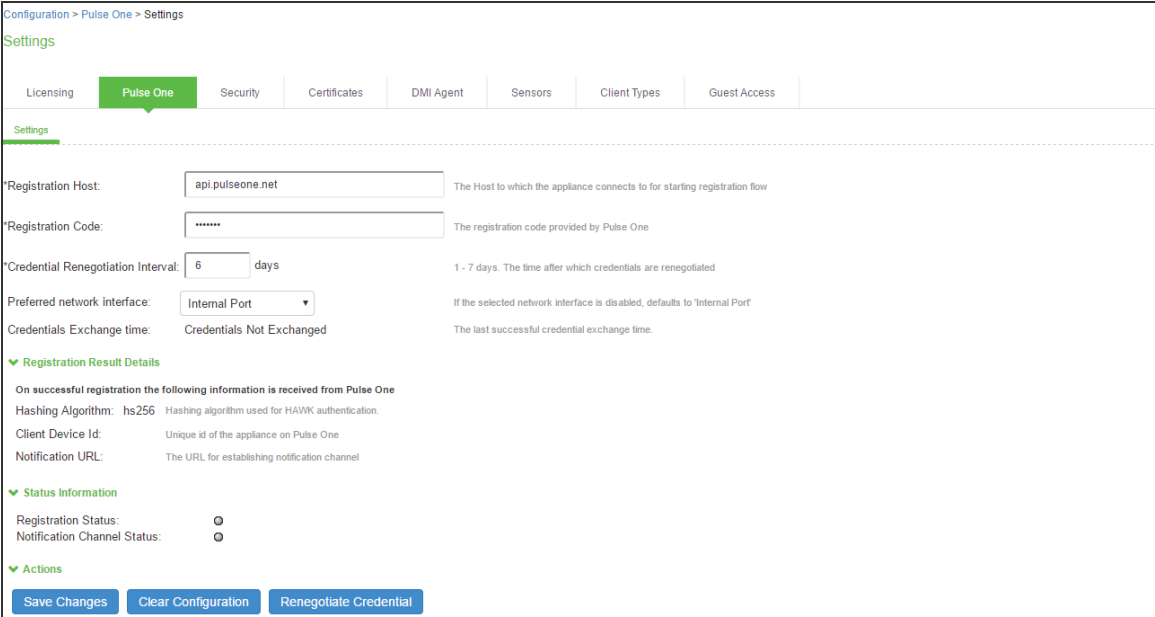 Configuration > Pulse One > Settings
Settings
Licensing Pulse One Security Certificates DMI Agent Sensors Client Types Guest Access
Settings
*Registration Host: api.pulseone.net The Host to which the appliance connects to for starting registration flow
*Registration Code: ••••••• The registration code provided by Pulse One
*Credential Renegotiation Interval: 6 days 1 - 7 days. The time after which credentials are renegotiated
Preferred network interface: Internal Port If the selected network interface is disabled, defaults to 'Internal Port'
Credentials Exchange time: Credentials Not Exchanged The last successful credential exchange time.
Registration Result Details
On successful registration the following information is received from Pulse One
Hashing Algorithm: hs256 Hashing algorithm used for HAWK authentication.
Client Device Id: Unique id of the appliance on Pulse One
Notification URL: The URL for establishing notification channel
Status Information
Registration Status:
Notification Channel Status:
Actions
Save Changes Clear Configuration Renegotiate Credential